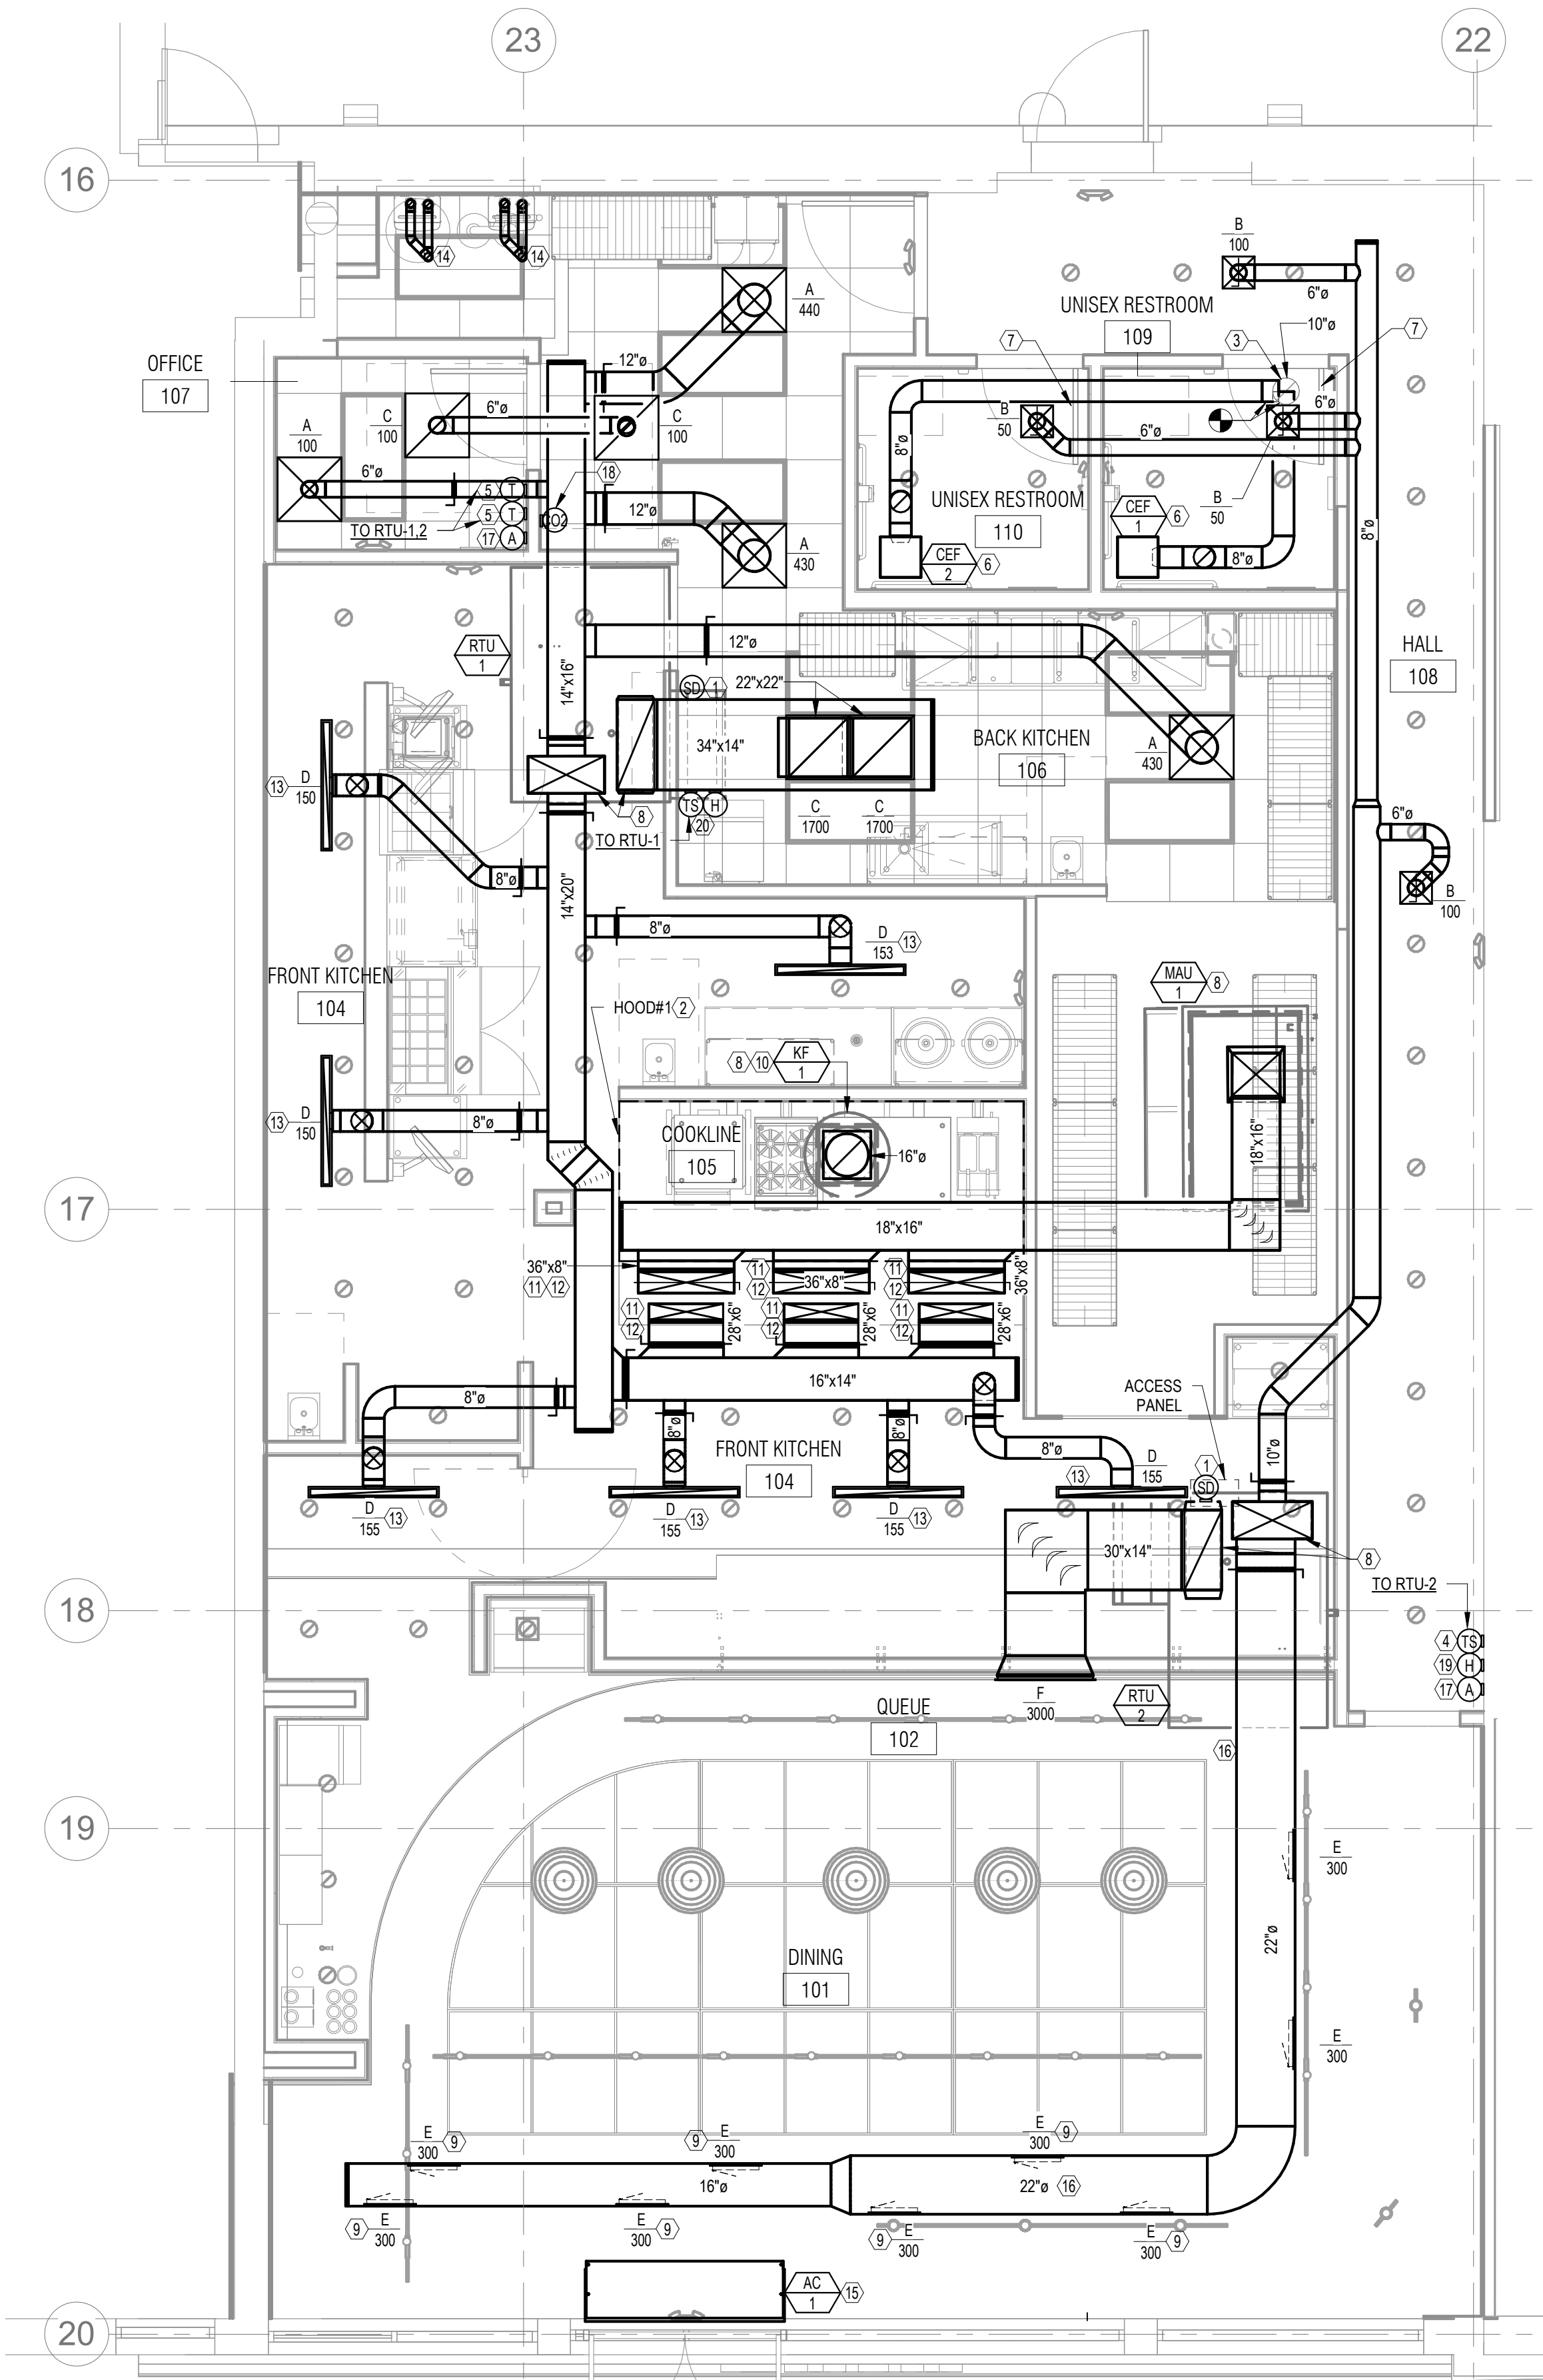 23
22
16
14
14
B
100
6"ø
A
440
UNISEX RESTROOM
109
10"ø
7
3
7
OFFICE
107
12"ø
6"ø
C
100
C
100
A
100
6"ø
B
50
6"ø
6"ø
8"ø
18
5
T
5
T
CO2
17
A
TO RTU-1,2
12"ø
A
430
UNISEX RESTROOM
110
CEF
1
6
B
50
CEF
2
6
8"ø
8"ø
RTU
1
14"x16"
12"ø
HALL
108
SD
1
22"x22"
34"x14"
BACK KITCHEN
106
A
430
13
D
150
8
TS
H
20
TO RTU-1
C
1700
C
1700
6"ø
B
100
8"ø
14"x20"
8"ø
D
153
13
FRONT KITCHEN
104
HOOD#1
2
MAU
1
8
8
10
KF
1
13
D
150
8"ø
COOKLINE
105
16"ø
18"x16"
17
18"x16"
36"x8"
11
12
11
12
36"x8"
11
12
36"x8"
11
12
28"x6"
11
12
28"x6"
11
12
28"x6"
16"x14"
8"ø
8"ø
8"ø
FRONT KITCHEN
104
8"ø
ACCESS
PANEL
10"ø
D
155
13
D
155
13
D
155
13
13
D
155
1
SD
30"x14"
8
TO RTU-2
18
4
TS
19
H
17
A
F
3000
RTU
2
QUEUE
102
16
19
E
300
22"ø
DINING
101
E
300
E
300
9
9
E
300
E
300
9
16"ø
22"ø
16
9
E
300
E
300
9
9
E
300
E
300
9
AC
1
15
20